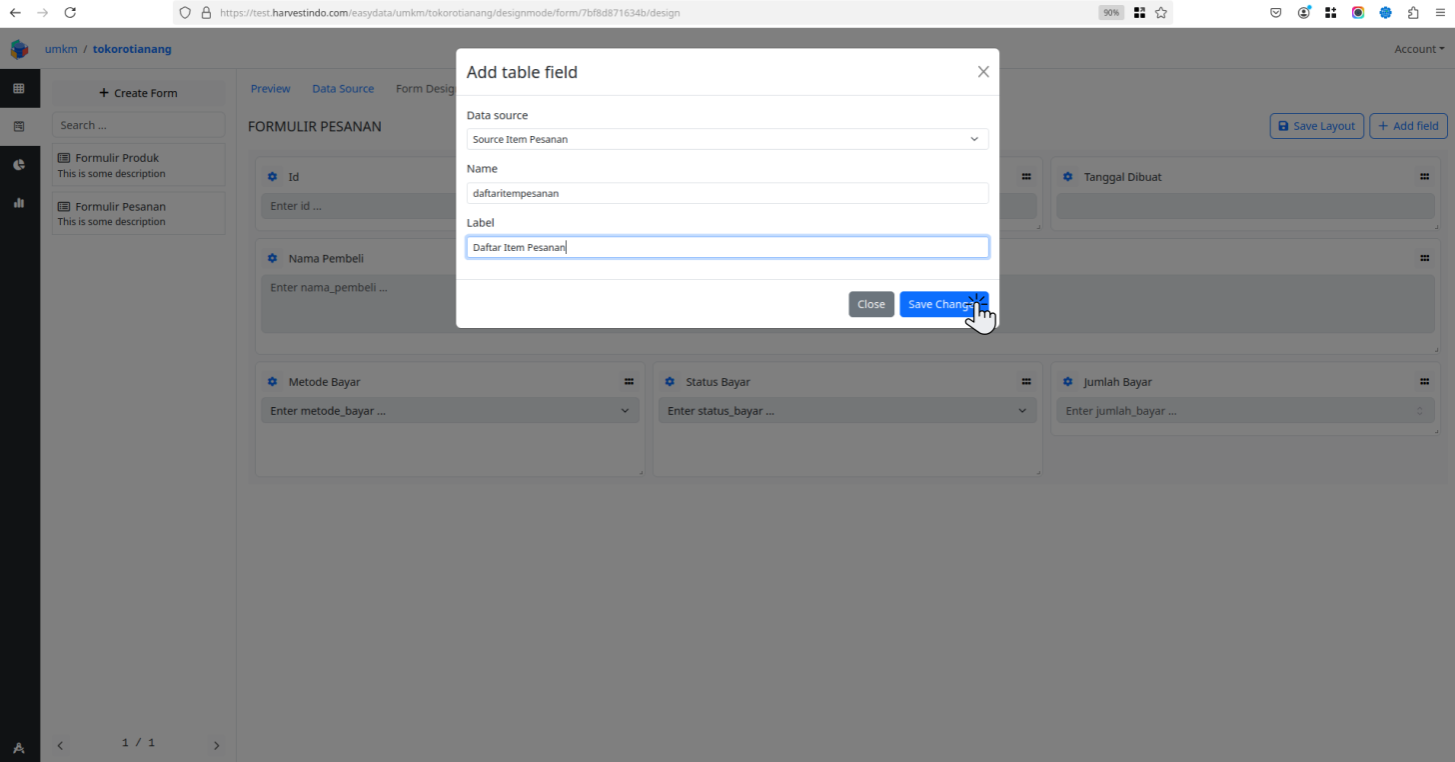 https://test.harvestindo.com/easydata/umkm/tokorotianang/designmode/form/7bf8d871634b/design
90%
umkm / tokorotianang
Account
+ Create Form
Search ...
Formulir Produk
This is some description
Formulir Pesanan
This is some description
1 / 1
Preview Data Source Form Desig
FORMULIR PESANAN
Save Layout
+ Add field
Id
Enter id ...
Tanggal Dibuat
Nama Pembeli
Enter nama_pembeli ...
Metode Bayar
Enter metode_bayar ...
Status Bayar
Enter status_bayar ...
Jumlah Bayar
Enter jumlah_bayar ...
Add table field
Data source
Source Item Pesanan
Name
daftaritempesanan
Label
Daftar Item Pesanan
Close
Save Chang